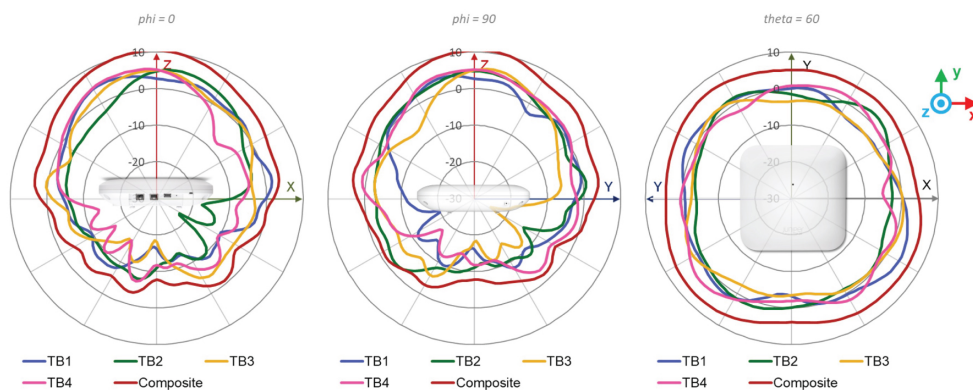 phi = 0
phi = 90
theta = 60
10
Z
0
-10
-20
-30
X
10
Z
0
-10
-20
-30
Y
10
Y
0
-10
-20
-30
Y
X
y
z
x
TB1 TB2 TB3
TB4 Composite
TB1 TB2 TB3
TB4 Composite
TB1 TB2 TB3
TB4 Composite